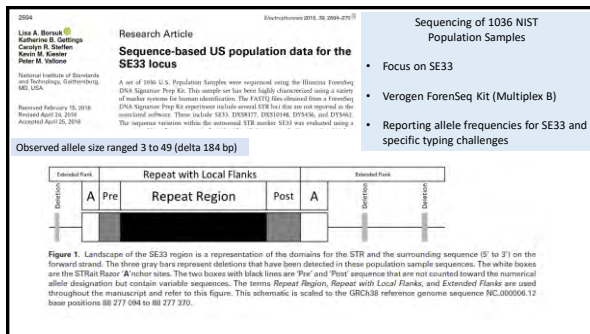 2694
Electrophoresis 2018, 39, 2694–270
Lisa A. Borsuk
Katherine B. Gettings
Carolyn R. Steffen
Kevin M. Kiesler
Peter M. Vallone
National Institute of Standards
and Technology, Gaithersburg,
MD, USA
Received February 15, 2018
Revised April 24, 2018
Accepted April 25, 2018
Research Article
Sequence-based US population data for the
SE33 locus
A set of 1036 U.S. Population Samples were sequenced using the Illumina ForenSeq
DNA Signature Prep Kit. This sample set has been highly characterized using a variety
of marker systems for human identification. The FASTQ files obtained from a ForenSeq
DNA Signature Prep Kit experiment include several STR loci that are not reported in the
associated software. These include SE33, DXS8377, DXS10148, DYS456, and DYS461.
The sequence variation within the autosomal STR marker SE33 was evaluated using a
Sequencing of 1036 NIST
Population Samples
• Focus on SE33
• Verogen ForenSeq Kit (Multiplex B)
• Reporting allele frequencies for SE33 and
specific typing challenges
Observed allele size ranged 3 to 49 (delta 184 bp)
Extended Flank
Repeat with Local Flanks
Extended Flank
Deletion
A
Pre
Repeat Region
Post
A
Deletion
Deletion
Figure 1. Landscape of the SE33 region is a representation of the domains for the STR and the surrounding sequence (5' to 3') on the
forward strand. The three gray bars represent deletions that have been detected in these population sample sequences. The white boxes
are the STRait Razor 'A'nchor sites. The two boxes with black lines are 'Pre' and 'Post' sequence that are not counted toward the numerical
allele designation but contain variable sequences. The terms Repeat Region, Repeat with Local Flanks, and Extended Flanks are used
throughout the manuscript and refer to this figure. This schematic is scaled to the GRCh38 reference genome sequence NC_000006.12
base positions 88 277 094 to 88 277 370.